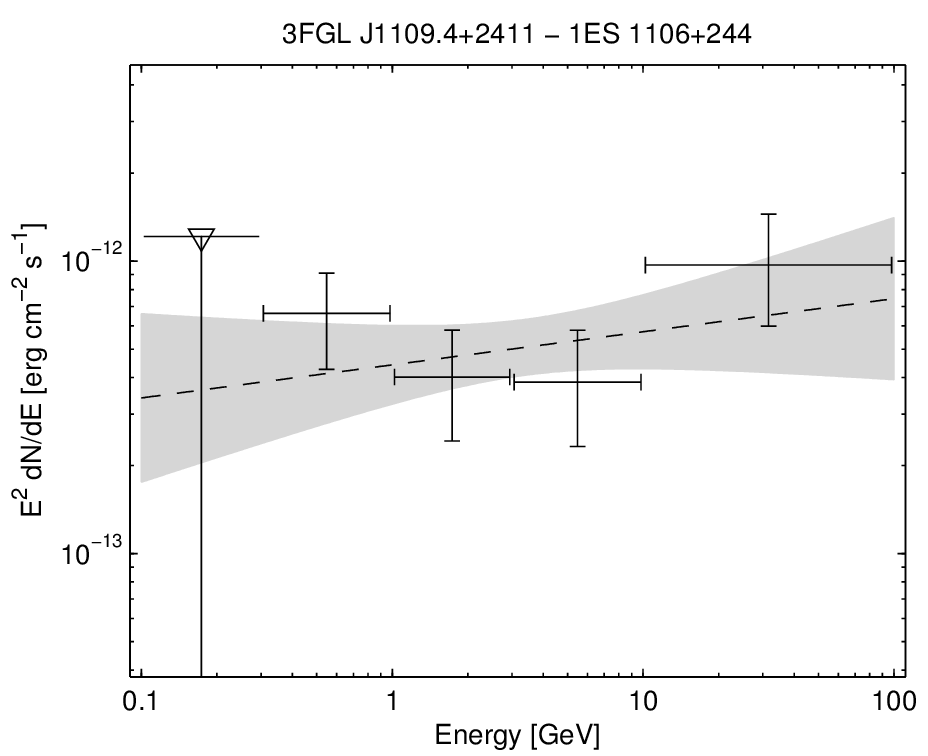 3FGL J1109.4+2411 − 1ES 1106+244
E² dN/dE [erg cm⁻² s⁻¹]
10⁻¹²
10⁻¹³
0.1 1 10 100
Energy [GeV]